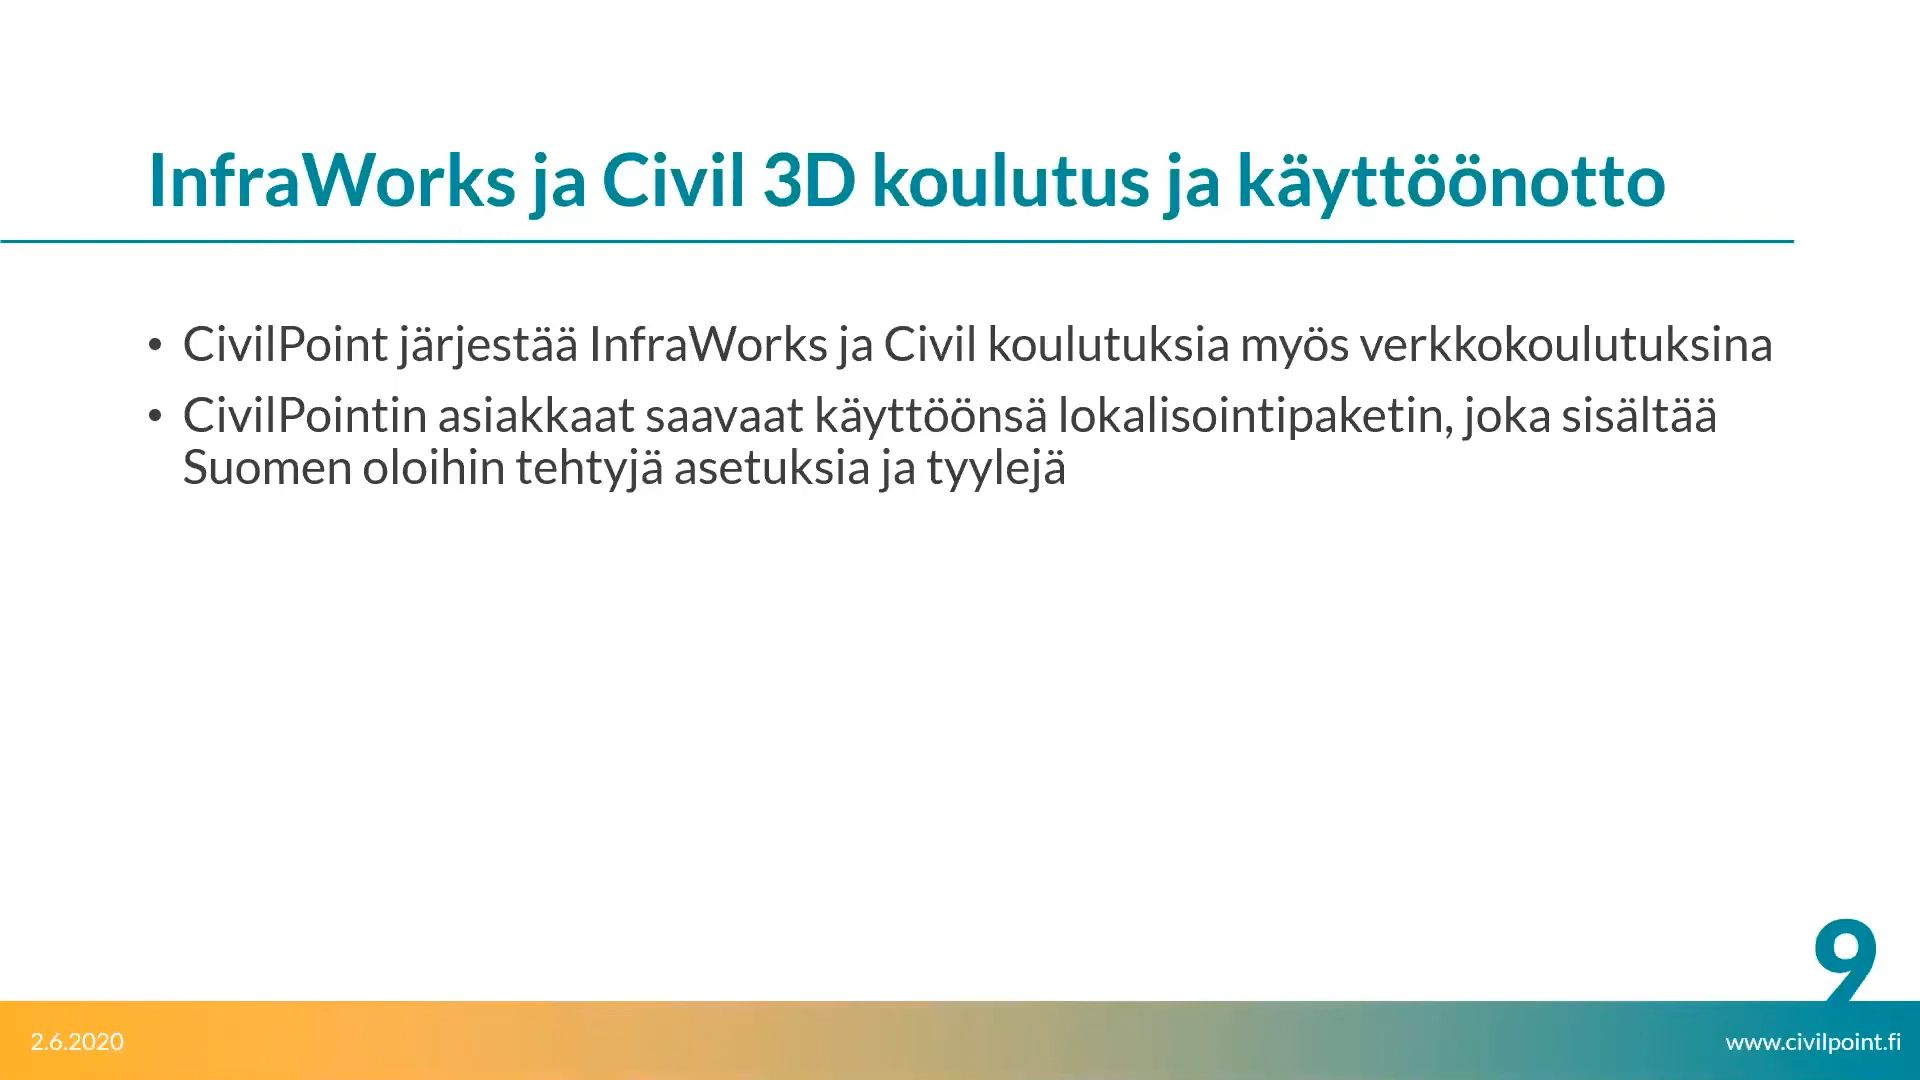 InfraWorks ja Civil 3D koulutus ja käyttöönotto
• CivilPoint järjestää InfraWorks ja Civil koulutuksia myös verkkokoulutuksina
• CivilPointin asiakkaat saavaat käyttöönsä lokalisointipaketin, joka sisältää
Suomen oloihin tehtyjä asetuksia ja tyylejä
9
2.6.2020
www.civilpoint.fi